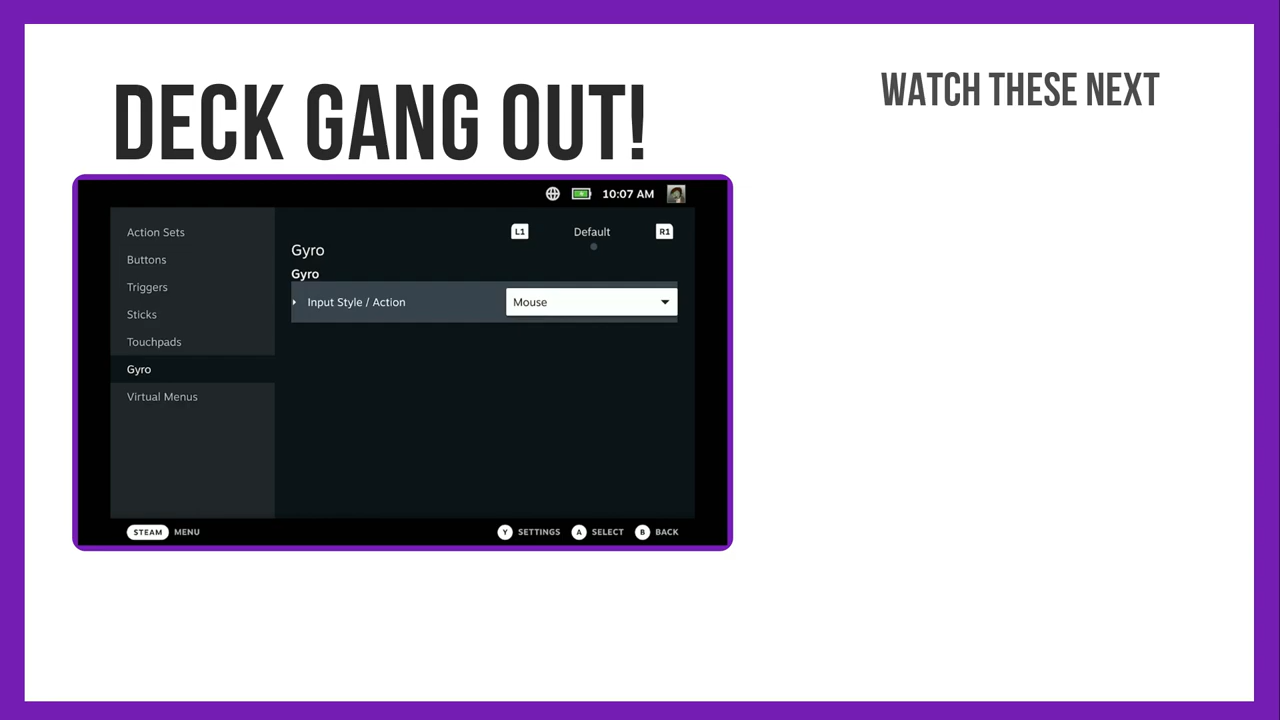 DECK GANG OUT!
WATCH THESE NEXT
10:07 AM
Action Sets
Buttons
Triggers
Sticks
Touchpads
Gyro
Virtual Menus
L1 Default R1
Gyro
Gyro
Input Style / Action Mouse
STEAM MENU
Y SETTINGS A SELECT B BACK